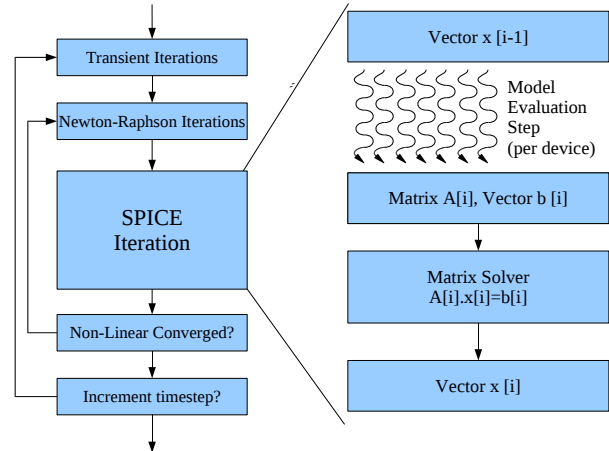 Transient Iterations
Newton-Raphson Iterations
SPICE
Iteration
Non-Linear Converged?
Increment timestep?
Vector x [i-1]
Model
Evaluation
Step
(per device)
Matrix A[i], Vector b [i]
Matrix Solver
A[i].x[i]=b[i]
Vector x [i]